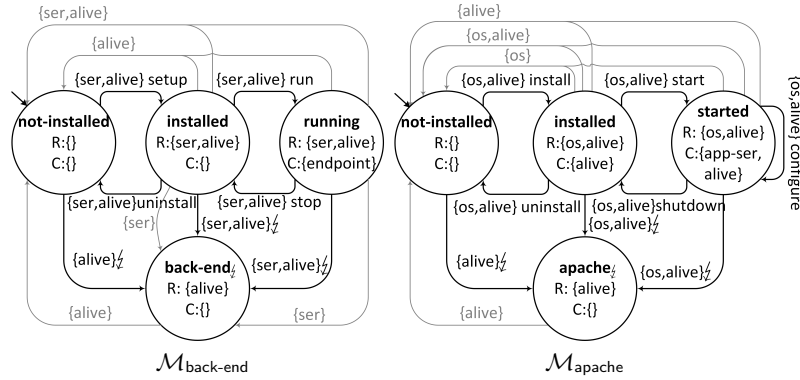 {ser,alive}
{alive}
{ser,alive} setup
{ser,alive} run
not-installed
R:{}
C:{}
installed
R:{ser,alive}
C:{}
running
R: {ser,alive}
C:{endpoint}
{ser,alive}uninstall
{ser,alive} stop
{ser}
{ser,alive}↯
{alive}↯
{ser,alive}↯
back-end↯
R: {alive}
C:{}
{alive}
{ser}
ℳback-end
{alive}
{os,alive}
{os}
{os,alive} install
{os,alive} start
not-installed
R:{}
C:{}
installed
R:{os,alive}
C:{alive}
started
R: {os,alive}
C:{app-ser,
alive}
{os,alive} configure
{os,alive} uninstall
{os,alive}shutdown
{os,alive}↯
{alive}↯
{os,alive}↯
apache↯
R: {alive}
C:{}
{alive}
ℳapache